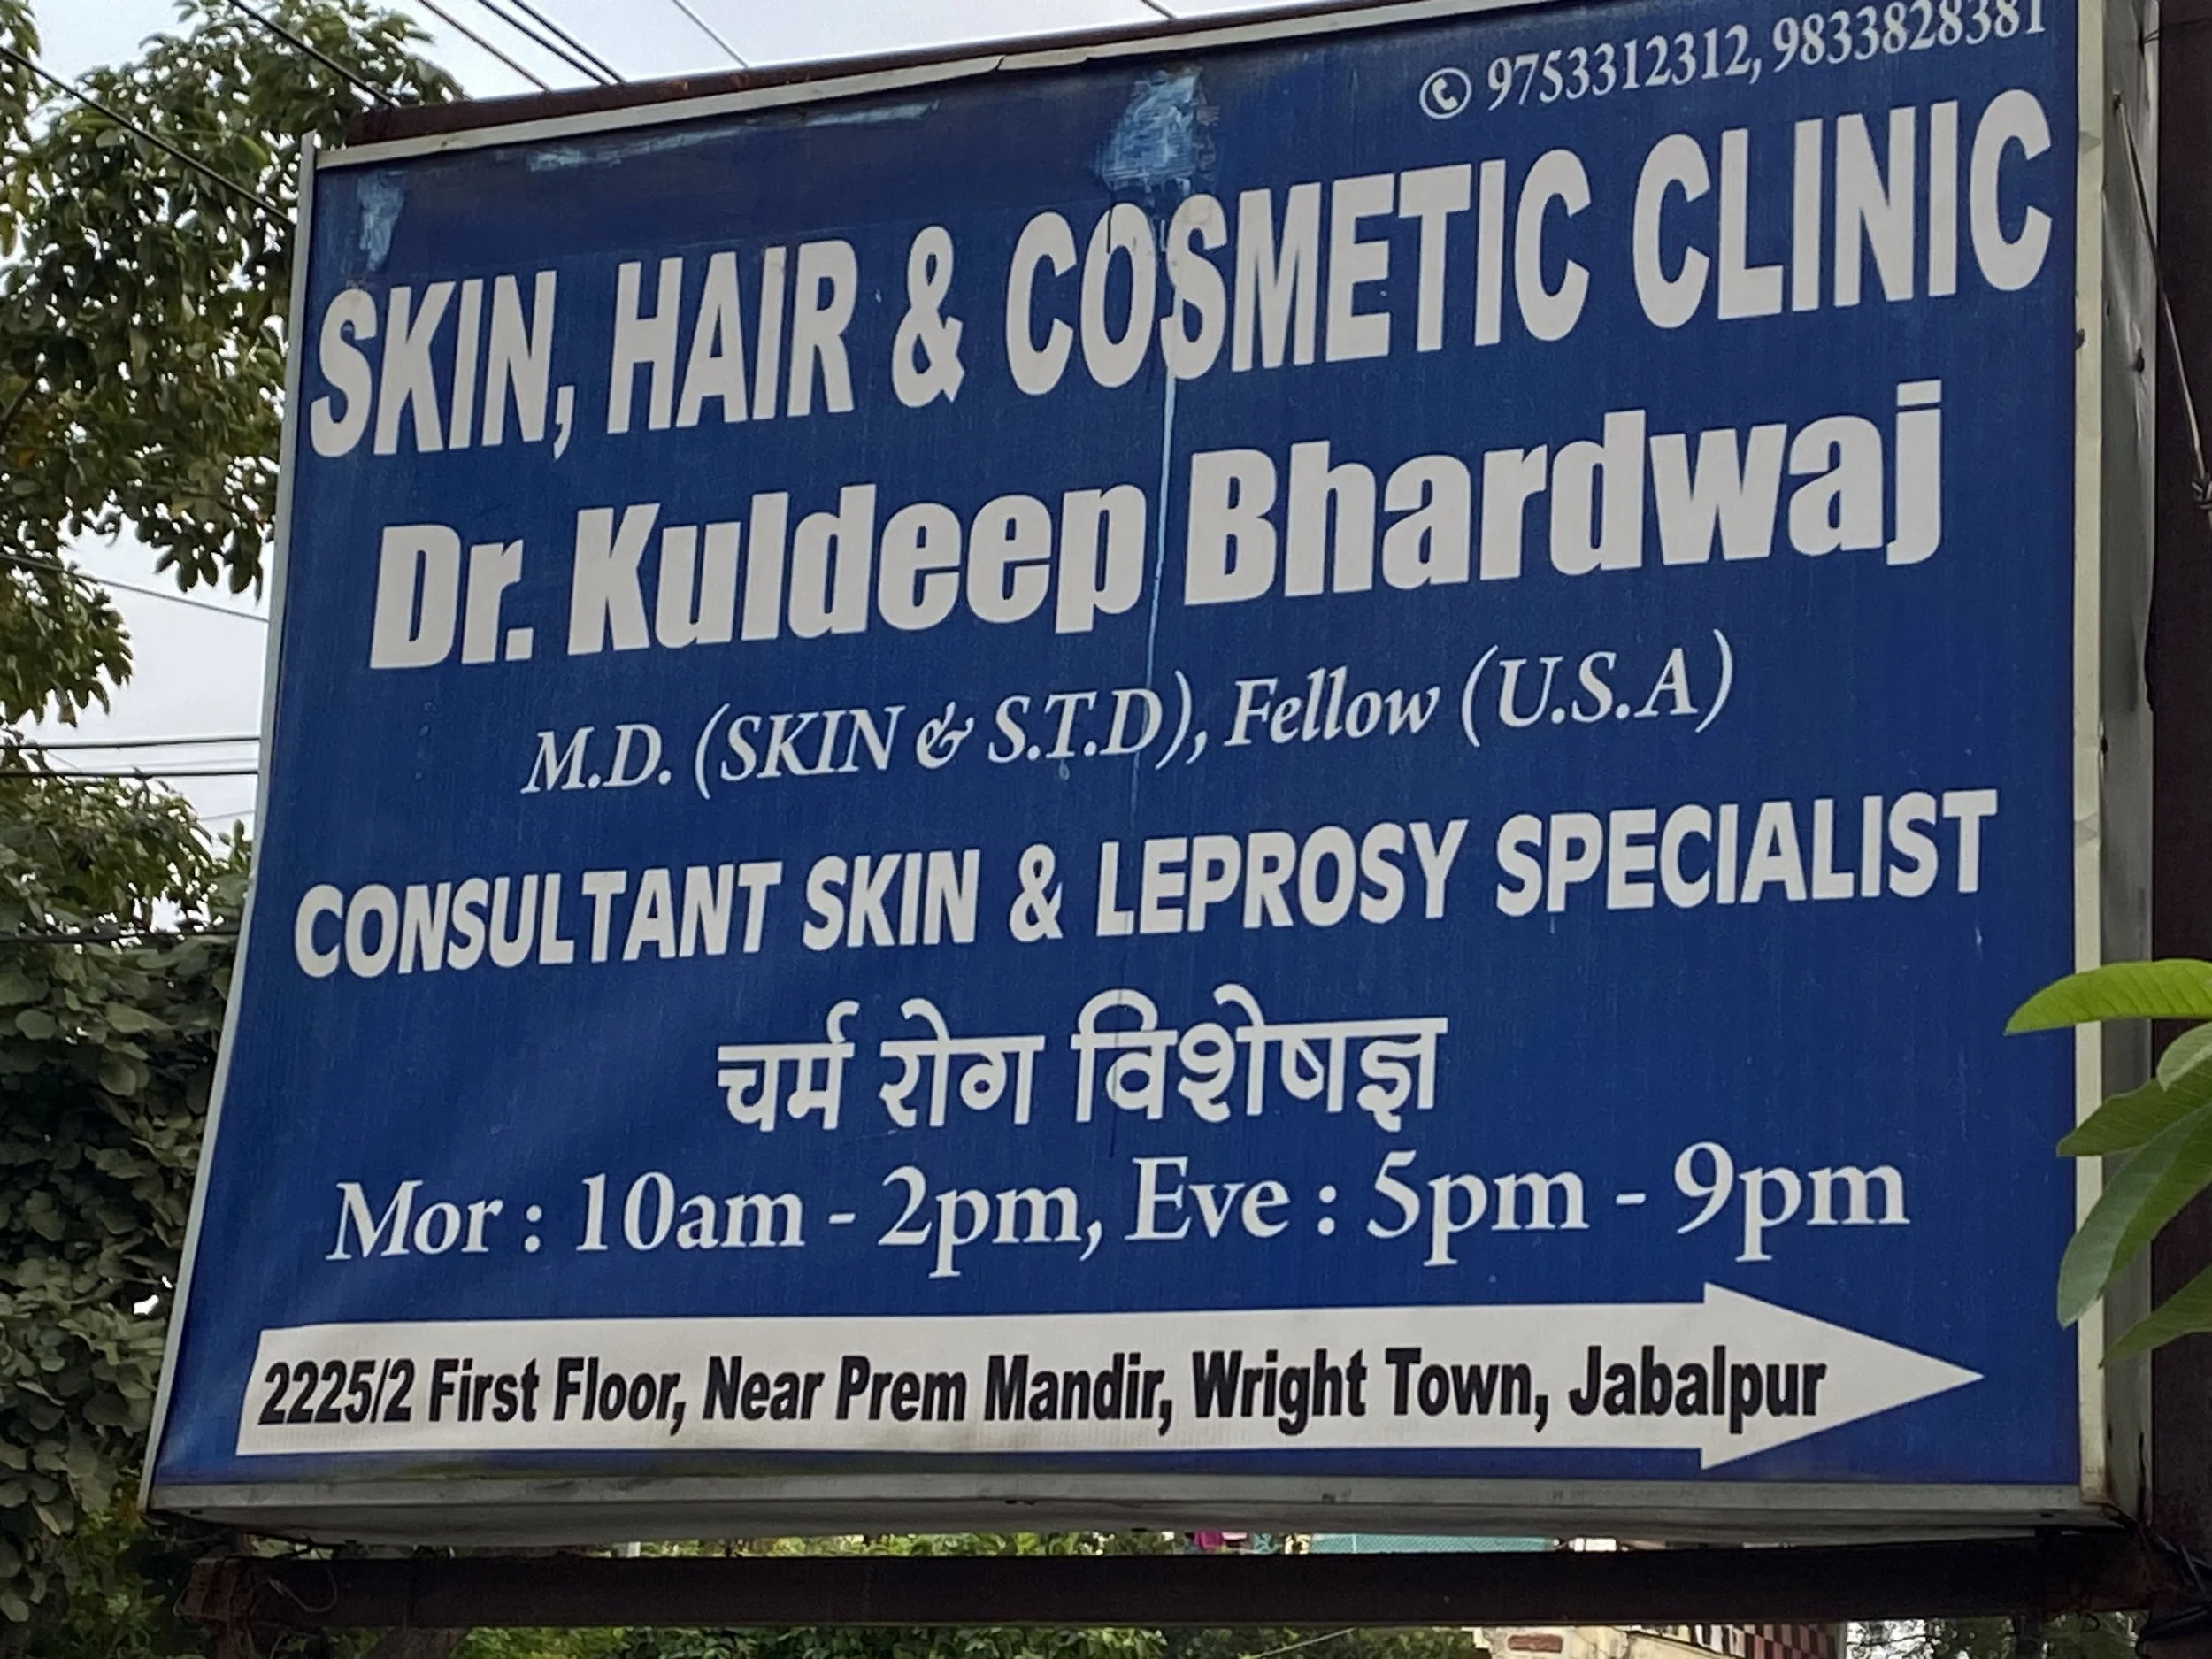 9753312312, 9833828381
SKIN, HAIR & COSMETIC CLINIC
Dr. Kuldeep Bhardwaj
M.D. (SKIN & S.T.D), Fellow (U.S.A)
CONSULTANT SKIN & LEPROSY SPECIALIST
चर्म रोग विशेषज्ञ
Mor : 10am - 2pm, Eve : 5pm - 9pm
2225/2 First Floor, Near Prem Mandir, Wright Town, Jabalpur